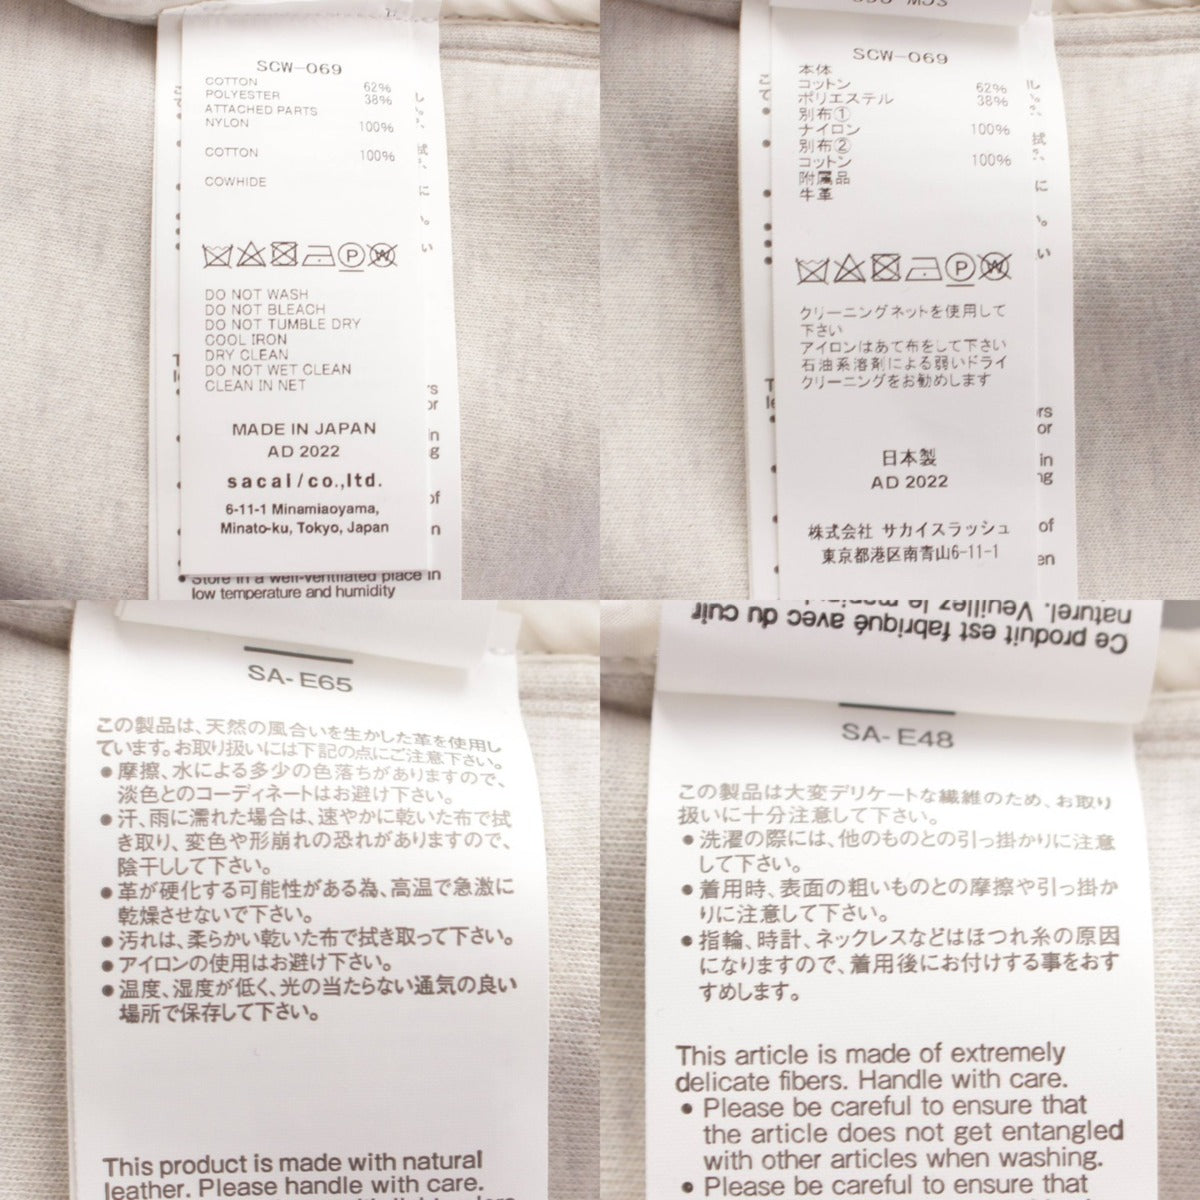 SCW-069
COTTON 62%
POLYESTER 38%
ATTACHED PARTS
NYLON 100%
COTTON 100%
COWHIDE
DO NOT WASH
DO NOT BLEACH
DO NOT TUMBLE DRY
COOL IRON
DRY CLEAN
DO NOT WET CLEAN
CLEAN IN NET
MADE IN JAPAN
AD 2022
sacai/co.,ltd.
6-11-1 Minamiaoyama,
Minato-ku, Tokyo, Japan
Store in a well-ventilated place in
low temperature and humidity
SCW-069
本体
コットン 62%
ポリエステル 38%
別布①
ナイロン 100%
別布②
コットン 100%
附属品
牛革
クリーニングネットを使用して
下さい
アイロンはあて布をして下さい
石油系溶剤による弱いドライ
クリーニングをお勧めします
日本製
AD 2022
株式会社 サカイスラッシュ
東京都港区南青山6-11-1
SA-E65
この製品は、天然の風合いを生かした革を使用し
ています。お取り扱いには下記の点にご注意下さい。
● 摩擦、水による多少の色落ちがありますので、
淡色とのコーディネートはお避け下さい。
● 汗、雨に濡れた場合は、速やかに乾いた布で拭
き取り、変色や形崩れの恐れがありますので、
陰干しして下さい。
● 革が硬化する可能性がある為、高温で急激に
乾燥させないで下さい。
● 汚れは、柔らかい乾いた布で拭き取って下さい。
● アイロンの使用はお避け下さい。
● 温度、湿度が低く、光の当たらない通気の良い
場所で保存して下さい。
This product is made with natural
leather. Please handle with care.
Ce produit est fabriqué avec du cuir
naturel. Veuillez le
SA-E48
この製品は大変デリケートな繊維のため、お取り
扱いに十分注意して下さい。
● 洗濯の際には、他のものとの引っ掛かりに注意
して下さい。
● 着用時、表面の粗いものとの摩擦や引っ掛か
りに注意して下さい。
● 指輪、時計、ネックレスなどはほつれ糸の原因
になりますので、着用後にお付けする事をおす
すめします。
This article is made of extremely
delicate fibers. Handle with care.
● Please be careful to ensure that
the article does not get entangled
with other articles when washing.
● Please be careful to ensure that